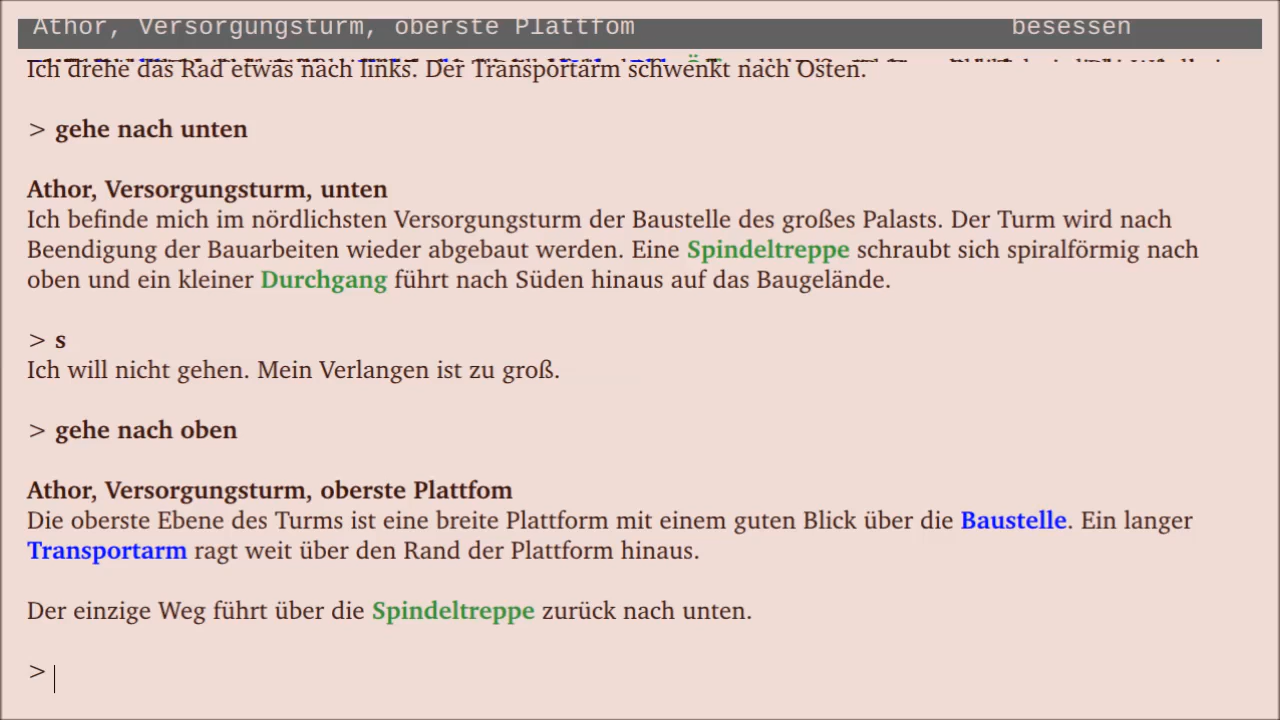 Athor, Versorgungsturm, oberste Plattfom besessen
Ich drehe das Rad etwas nach links. Der Transportarm schwenkt nach Osten.
> gehe nach unten
Athor, Versorgungsturm, unten
Ich befinde mich im nördlichsten Versorgungsturm der Baustelle des großes Palasts. Der Turm wird nach
Beendigung der Bauarbeiten wieder abgebaut werden. Eine Spindeltreppe schraubt sich spiralförmig nach
oben und ein kleiner Durchgang führt nach Süden hinaus auf das Baugelände.
> s
Ich will nicht gehen. Mein Verlangen ist zu groß.
> gehe nach oben
Athor, Versorgungsturm, oberste Plattfom
Die oberste Ebene des Turms ist eine breite Plattform mit einem guten Blick über die Baustelle. Ein langer
Transportarm ragt weit über den Rand der Plattform hinaus.
Der einzige Weg führt über die Spindeltreppe zurück nach unten.
>